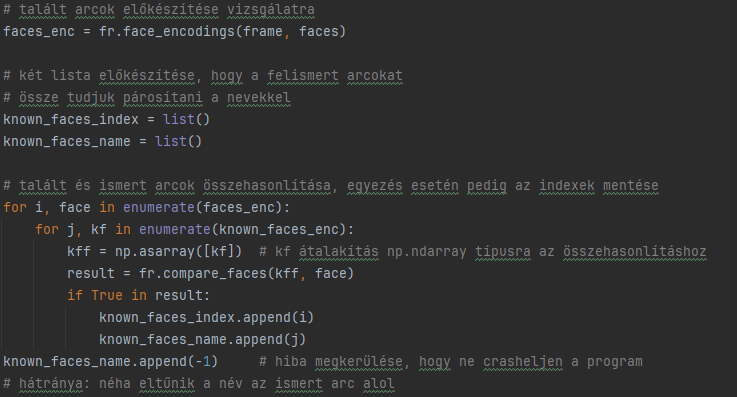 # talált arcok előkészítése vizsgálatra
faces_enc = fr.face_encodings(frame, faces)
# két lista előkészítése, hogy a felismert arcokat
# össze tudjuk párosítani a nevekkel
known_faces_index = list()
known_faces_name = list()
# talált és ismert arcok összehasonlítása, egyezés esetén pedig az indexek mentése
for i, face in enumerate(faces_enc):
    for j, kf in enumerate(known_faces_enc):
        kff = np.asarray([kf])  # kf átalakítás np.ndarray típusra az összehasonlításhoz
        result = fr.compare_faces(kff, face)
        if True in result:
            known_faces_index.append(i)
            known_faces_name.append(j)
known_faces_name.append(-1)     # hiba megkerülése, hogy ne crasheljen a program
# hátránya: néha eltűnik a név az ismert arc alol